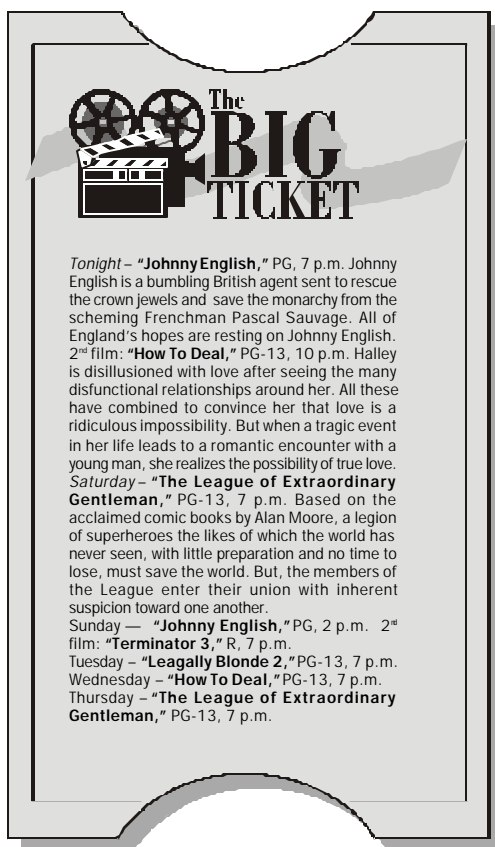 The
BIG
TICKET
Tonight – “Johnny English,” PG, 7 p.m. Johnny
English is a bumbling British agent sent to rescue
the crown jewels and save the monarchy from the
scheming Frenchman Pascal Sauvage. All of
England's hopes are resting on Johnny English.
2nd film: “How To Deal,” PG-13, 10 p.m. Halley
is disillusioned with love after seeing the many
disfunctional relationships around her. All these
have combined to convince her that love is a
ridiculous impossibility. But when a tragic event
in her life leads to a romantic encounter with a
young man, she realizes the possibility of true love.
Saturday – “The League of Extraordinary
Gentleman,” PG-13, 7 p.m. Based on the
acclaimed comic books by Alan Moore, a legion
of superheroes the likes of which the world has
never seen, with little preparation and no time to
lose, must save the world. But, the members of
the League enter their union with inherent
suspicion toward one another.
Sunday — “Johnny English,” PG, 2 p.m. 2nd
film: “Terminator 3,” R, 7 p.m.
Tuesday – “Leagally Blonde 2,” PG-13, 7 p.m.
Wednesday – “How To Deal,” PG-13, 7 p.m.
Thursday – “The League of Extraordinary
Gentleman,” PG-13, 7 p.m.